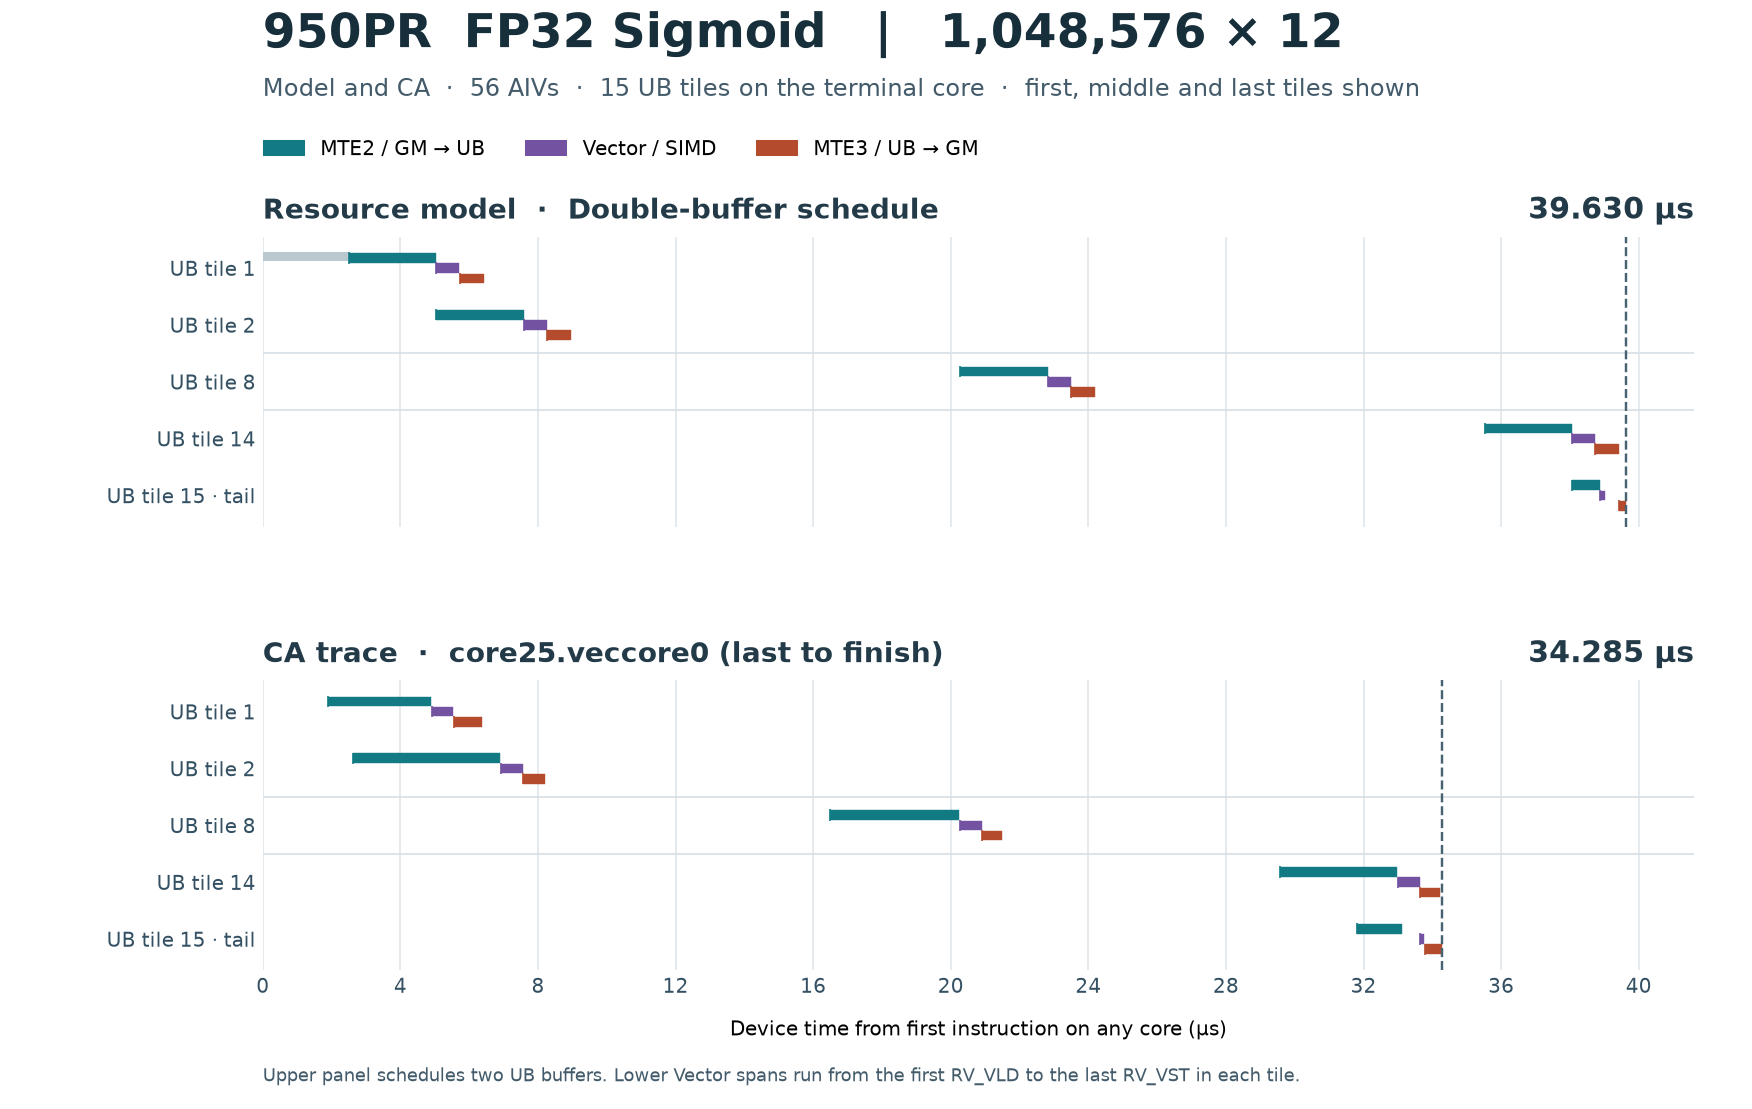 950PR  FP32 Sigmoid  |  1,048,576 × 12
Model and CA · 56 AIVs · 15 UB tiles on the terminal core · first, middle and last tiles shown
MTE2 / GM → UB   Vector / SIMD   MTE3 / UB → GM
Resource model · Double-buffer schedule   39.630 µs
UB tile 1
UB tile 2
UB tile 8
UB tile 14
UB tile 15 · tail
CA trace · core25.veccore0 (last to finish)   34.285 µs
UB tile 1
UB tile 2
UB tile 8
UB tile 14
UB tile 15 · tail
0 4 8 12 16 20 24 28 32 36 40
Device time from first instruction on any core (µs)
Upper panel schedules two UB buffers. Lower Vector spans run from the first RV_VLD to the last RV_VST in each tile.